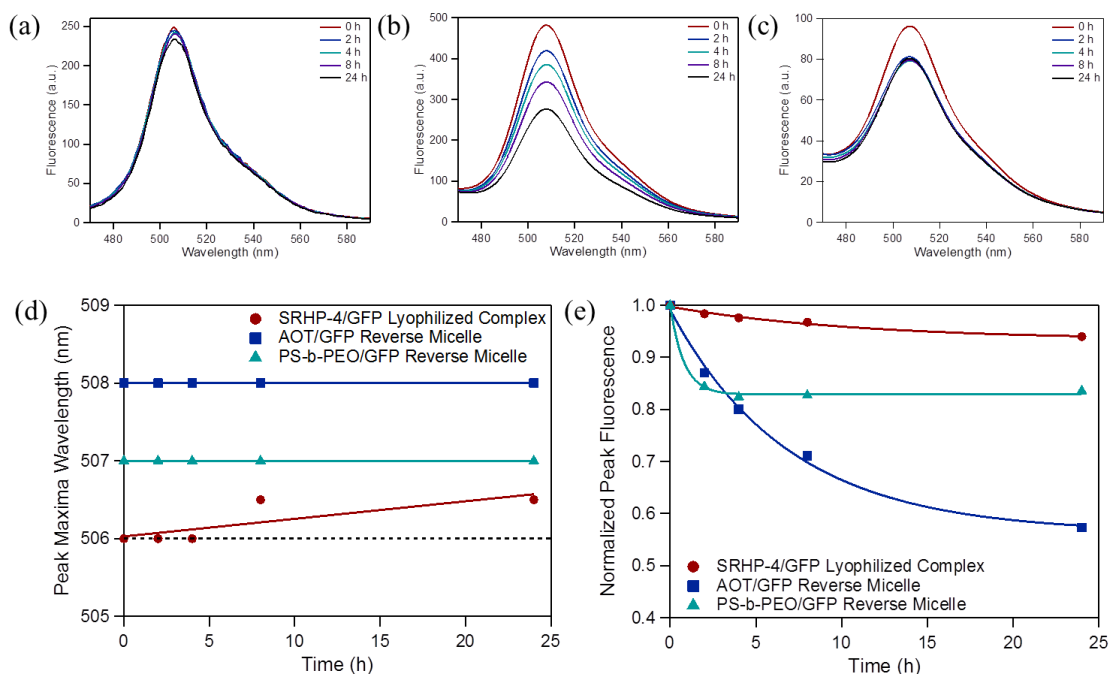 (a)
250
200
150
100
50
0
Fluorescence (a.u.)
480 500 520 540 560 580
Wavelength (nm)
0 h
2 h
4 h
8 h
24 h
(b)
500
400
300
200
100
0
Fluorescence (a.u.)
480 500 520 540 560 580
Wavelength (nm)
0 h
2 h
4 h
8 h
24 h
(c)
100
80
60
40
20
0
Fluorescence (a.u.)
480 500 520 540 560 580
Wavelength (nm)
0 h
2 h
4 h
8 h
24 h
(d)
509
508
507
506
505
Peak Maxima Wavelength (nm)
SRHP-4/GFP Lyophilized Complex
AOT/GFP Reverse Micelle
PS-b-PEO/GFP Reverse Micelle
0 5 10 15 20 25
Time (h)
(e)
1.0
0.9
0.8
0.7
0.6
0.5
0.4
Normalized Peak Fluorescence
SRHP-4/GFP Lyophilized Complex
AOT/GFP Reverse Micelle
PS-b-PEO/GFP Reverse Micelle
0 5 10 15 20 25
Time (h)